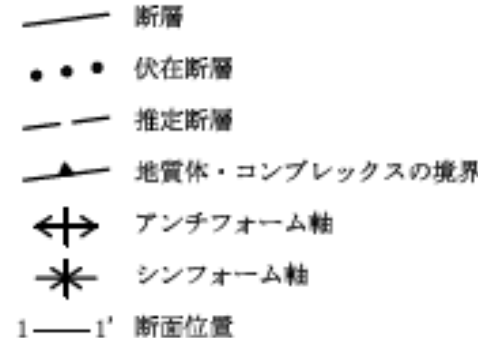 断層
伏在断層
推定断層
地質体・コンプレックスの境界
アンチフォーム軸
シンフォーム軸
1 1' 断面位置